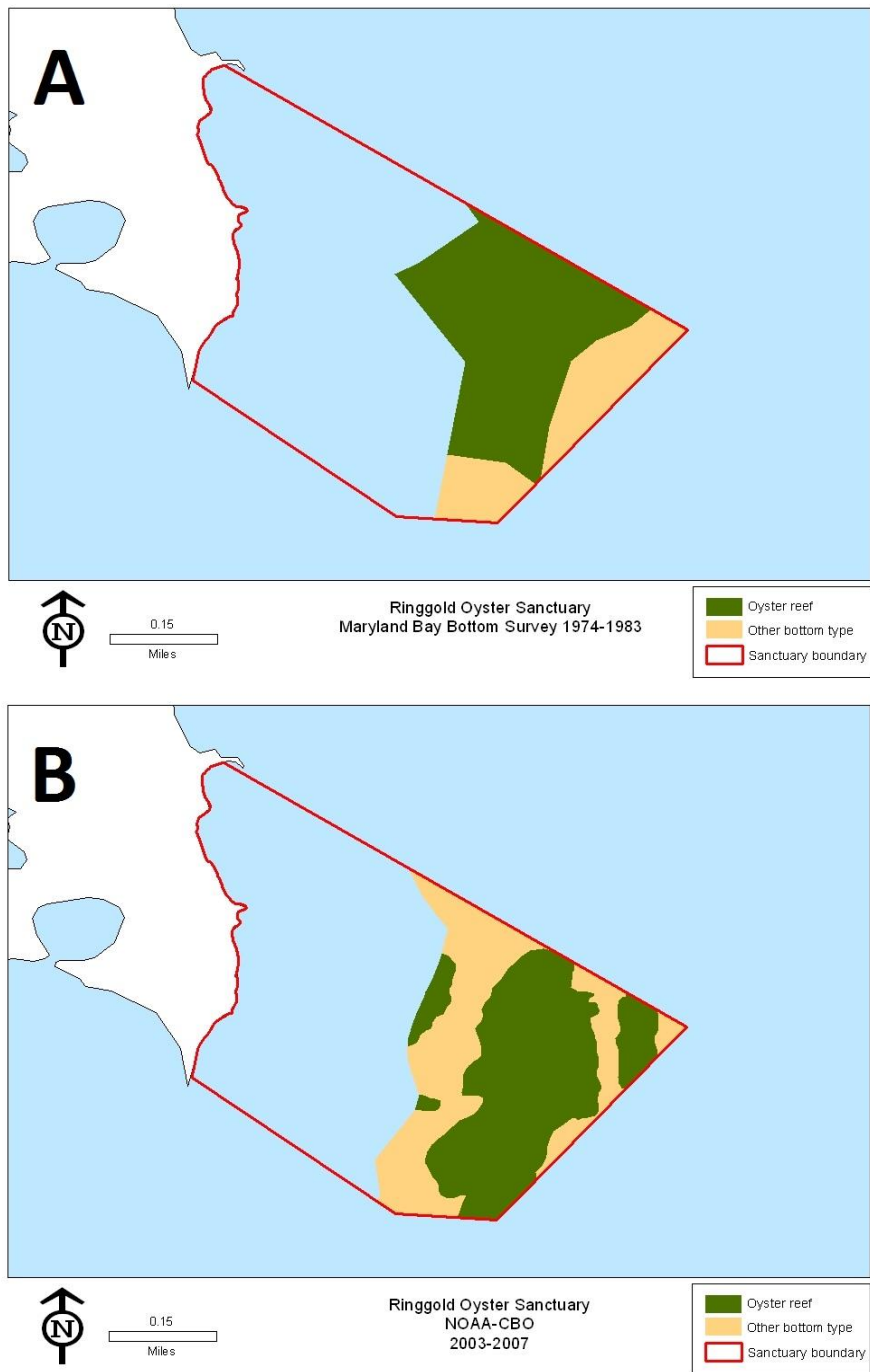 A
N
0.15
Miles
Ringgold Oyster Sanctuary
Maryland Bay Bottom Survey 1974-1983
Oyster reef
Other bottom type
Sanctuary boundary
B
N
0.15
Miles
Ringgold Oyster Sanctuary
NOAA-CBO
2003-2007
Oyster reef
Other bottom type
Sanctuary boundary